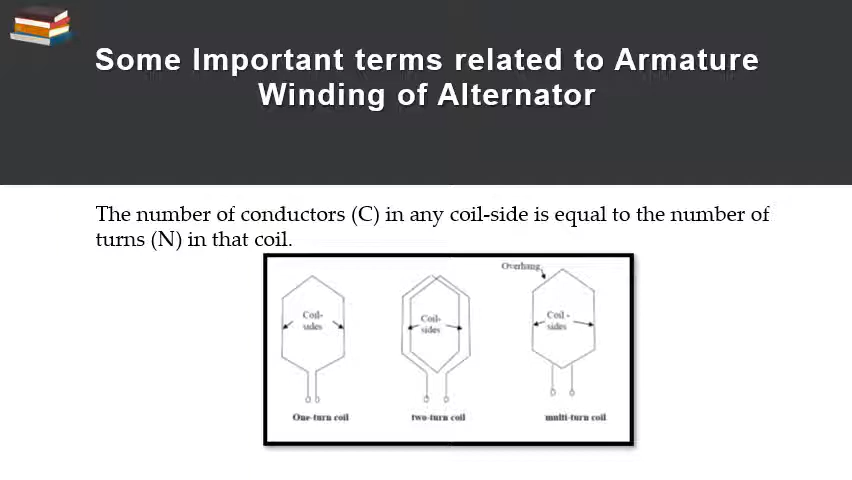 Some Important terms related to Armature
Winding of Alternator
The number of conductors (C) in any coil-side is equal to the number of
turns (N) in that coil.
Overhang
Coil-
sides
Coil-
sides
Coil -
sides
One-turn coil
two-turn coil
multi-turn coil